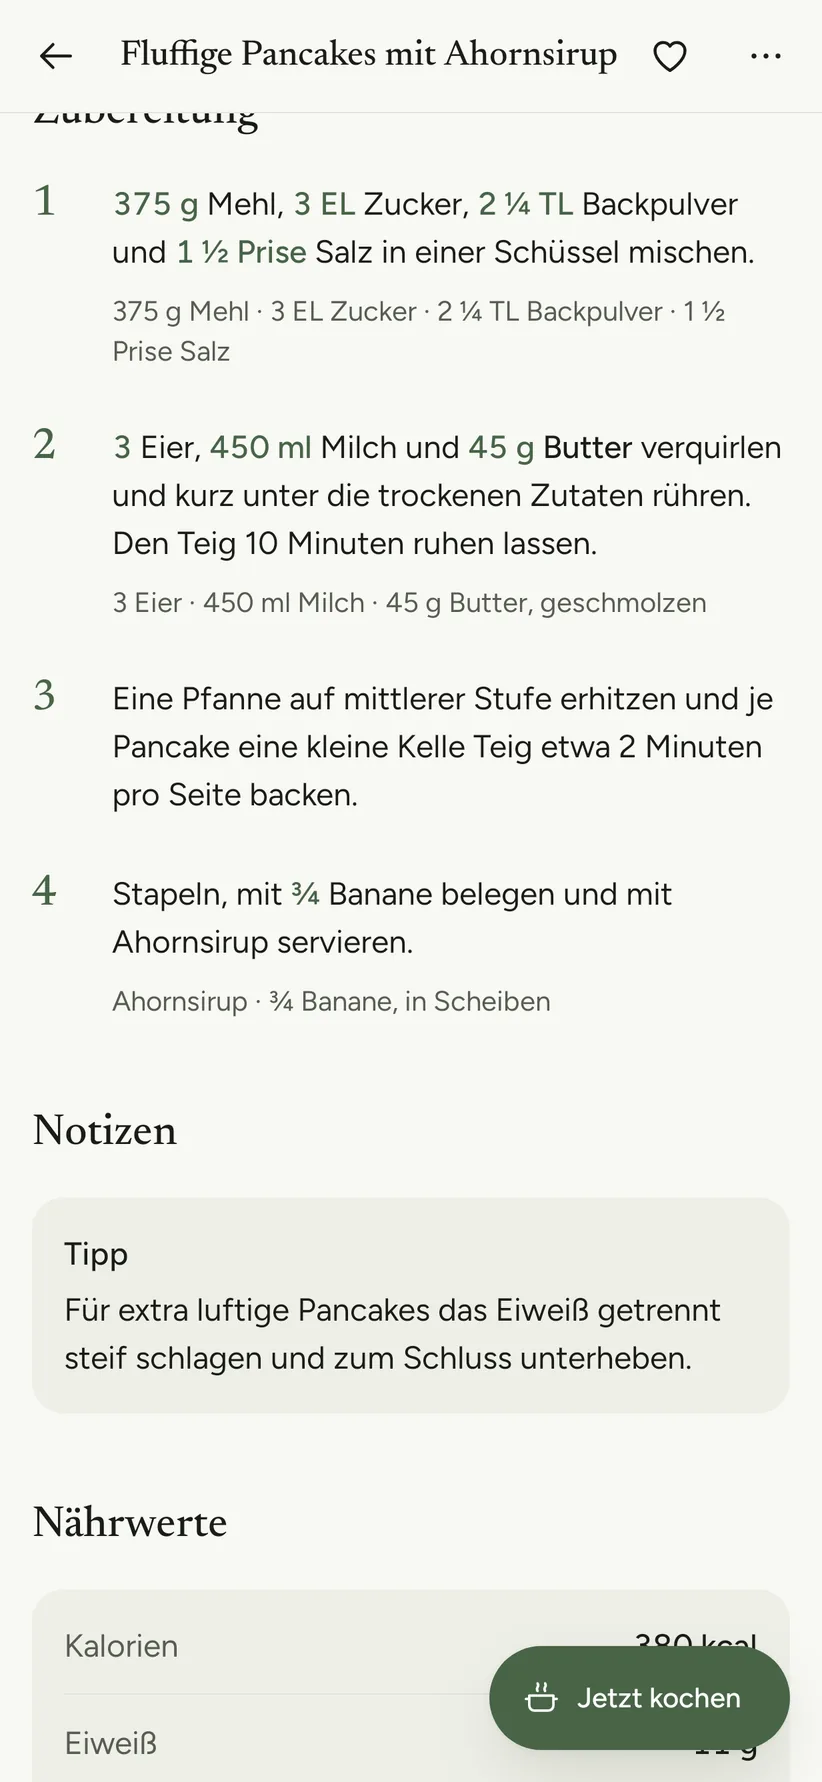 Fluffige Pancakes mit Ahornsirup
Zubereitung
1
375 g Mehl, 3 EL Zucker, 2 ¼ TL Backpulver
und 1 ½ Prise Salz in einer Schüssel mischen.
375 g Mehl · 3 EL Zucker · 2 ¼ TL Backpulver · 1 ½
Prise Salz
2
3 Eier, 450 ml Milch und 45 g Butter verquirlen
und kurz unter die trockenen Zutaten rühren.
Den Teig 10 Minuten ruhen lassen.
3 Eier · 450 ml Milch · 45 g Butter, geschmolzen
3
Eine Pfanne auf mittlerer Stufe erhitzen und je
Pancake eine kleine Kelle Teig etwa 2 Minuten
pro Seite backen.
4
Stapeln, mit ¾ Banane belegen und mit
Ahornsirup servieren.
Ahornsirup · ¾ Banane, in Scheiben
Notizen
Tipp
Für extra luftige Pancakes das Eiweiß getrennt
steif schlagen und zum Schluss unterheben.
Nährwerte
Kalorien 380 kcal
Jetzt kochen
Eiweiß g